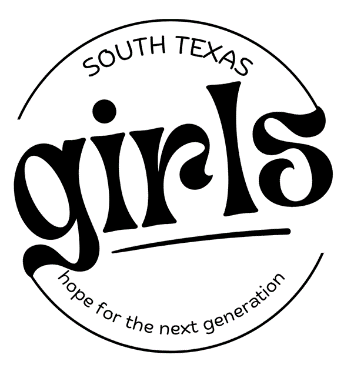 SOUTH TEXAS
girls
hope for the next generation